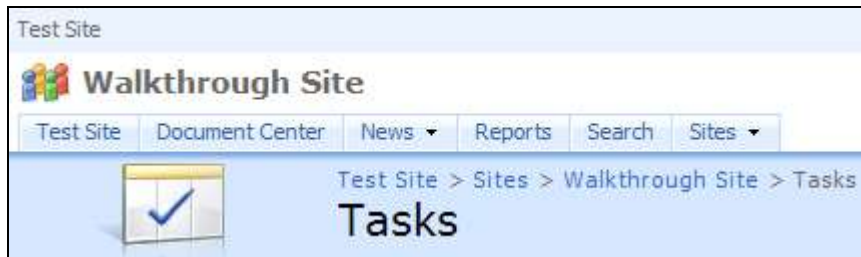 Test Site
Walkthrough Site
Test Site Document Center News Reports Search Sites
Test Site > Sites > Walkthrough Site > Tasks
Tasks